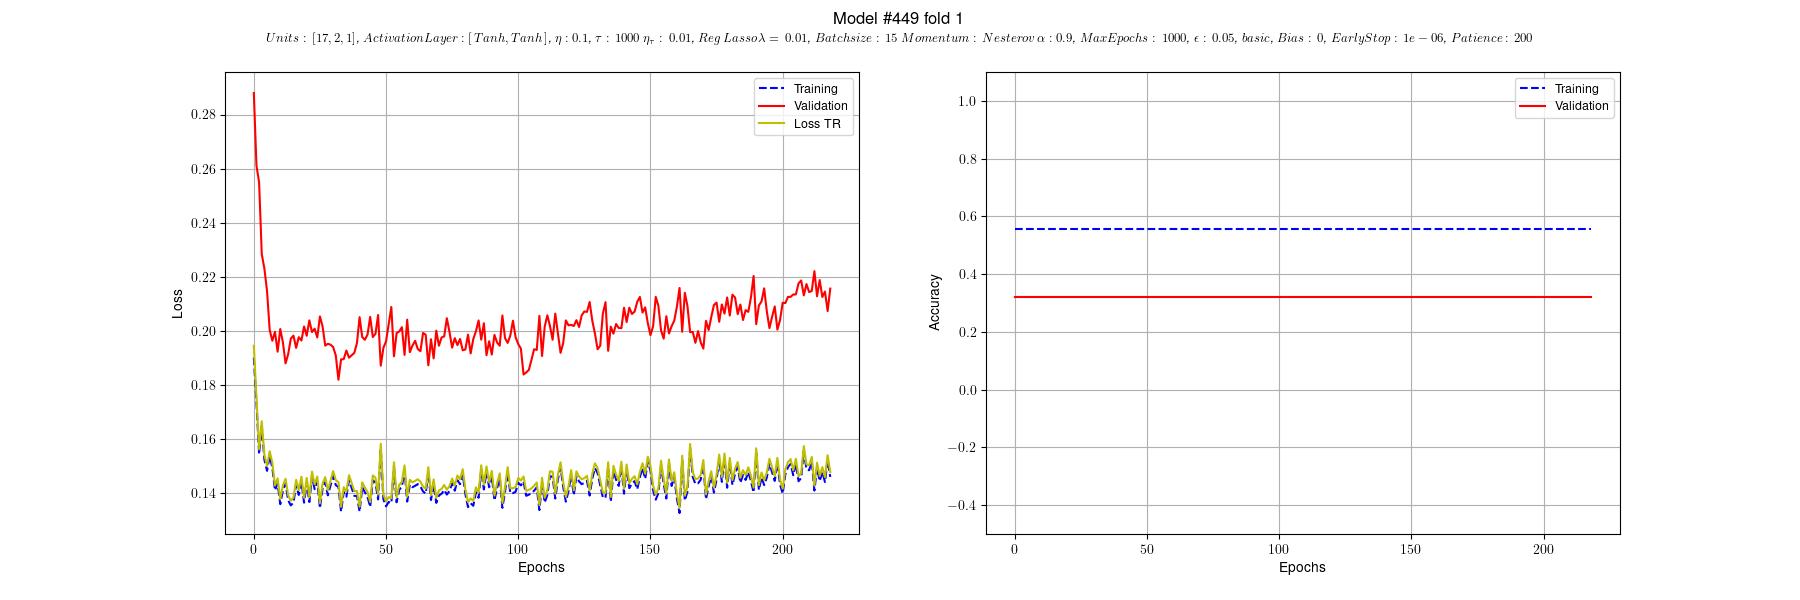 Model #449 fold 1
Units : [17, 2, 1], ActivationLayer : [Tanh, Tanh], η : 0.1, τ : 1000 η_τ : 0.01, Reg Lasso λ = 0.01, Batchsize : 15 Momentum : Nesterov α : 0.9, MaxEpochs : 1000, ϵ : 0.05, basic, Bias : 0, EarlyStop : 1e − 06, Patience : 200
Loss
0.28
0.26
0.24
0.22
0.20
0.18
0.16
0.14
Training
Validation
Loss TR
0
50
100
150
200
Epochs
Accuracy
1.0
0.8
0.6
0.4
0.2
0.0
−0.2
−0.4
Training
Validation
0
50
100
150
200
Epochs